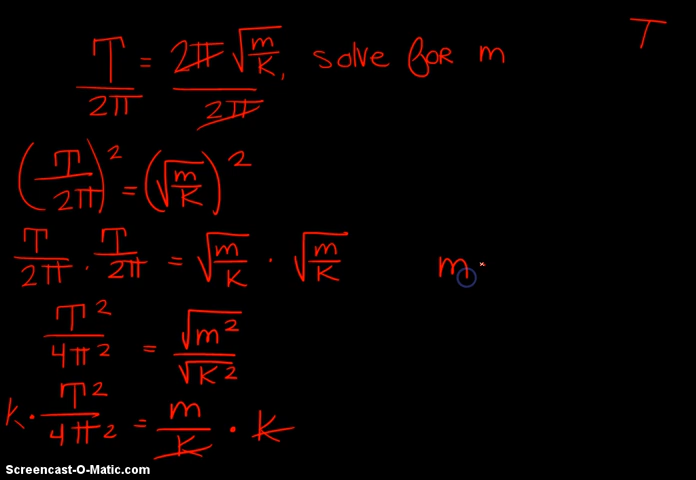 T/2π = 2π√(m/k)/2π, solve for m
T
(T/2π)² = (√(m/k))²
T/2π · T/2π = √(m/k) · √(m/k)
m
T²/4π² = √m²/√k²
k · T²/4π² = m/k · k
Screencast-O-Matic.com